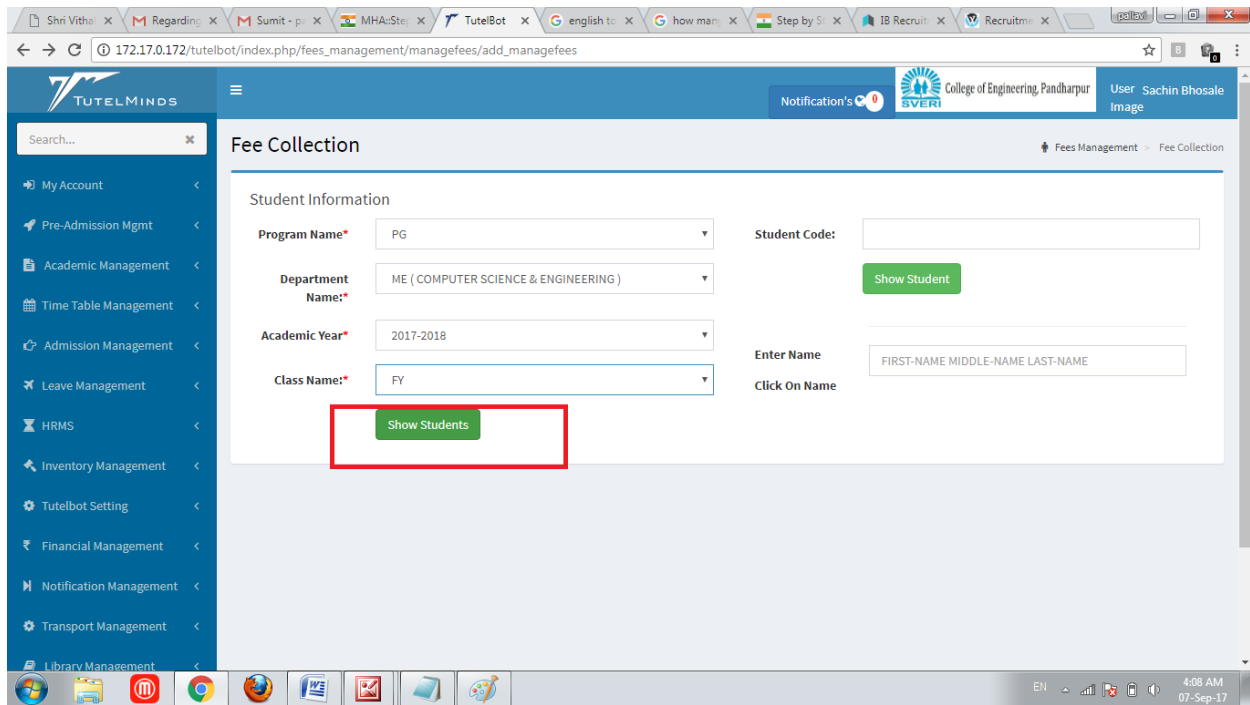 Shri Vithal
Regarding
Sumit - pa
MHA::Step
TutelBot
english to
how many
Step by St
IB Recruit
Recruitme
pallavi
172.17.0.172/tutelbot/index.php/fees_management/managefees/add_managefees
TUTELMINDS
Notification's 0
SVERI
College of Engineering, Pandharpur
User Image
Sachin Bhosale
Search...
Fee Collection
Fees Management > Fee Collection
My Account
Pre-Admission Mgmt
Academic Management
Time Table Management
Admission Management
Leave Management
HRMS
Inventory Management
Tutelbot Setting
Financial Management
Notification Management
Transport Management
Library Management
Student Information
Program Name* PG
Department Name:* ME ( COMPUTER SCIENCE & ENGINEERING )
Academic Year* 2017-2018
Class Name:* FY
Show Students
Student Code:
Show Student
Enter Name FIRST-NAME MIDDLE-NAME LAST-NAME
Click On Name
EN
4:08 AM
07-Sep-17